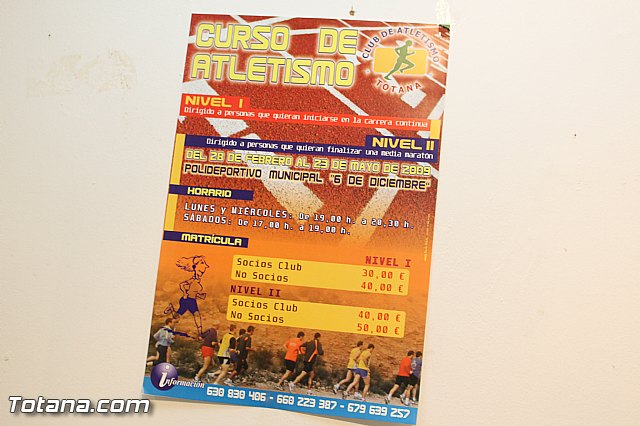 CURSO DE
ATLETISMO
CLUB DE ATLETISMO
TOTANA
NIVEL I
Dirigido a personas que quieran iniciarse en la carrera continua
NIVEL II
Dirigido a personas que quieran finalizar una media maratón
DEL 28 DE FEBRERO AL 23 DE MAYO DE 2009
POLIDEPORTIVO MUNICIPAL "6 DE DICIEMBRE"
HORARIO
LUNES y MIÉRCOLES: De 19,00 h. a 20,30 h.
SÁBADOS: De 17,00 h. a 19,00 h.
MATRÍCULA
NIVEL I
Socios Club 30,00 €
No Socios 40,00 €
NIVEL II
Socios Club 40,00 €
No Socios 50,00 €
i Información
630 930 406 - 660 223 387 - 679 639 257
Totana.com